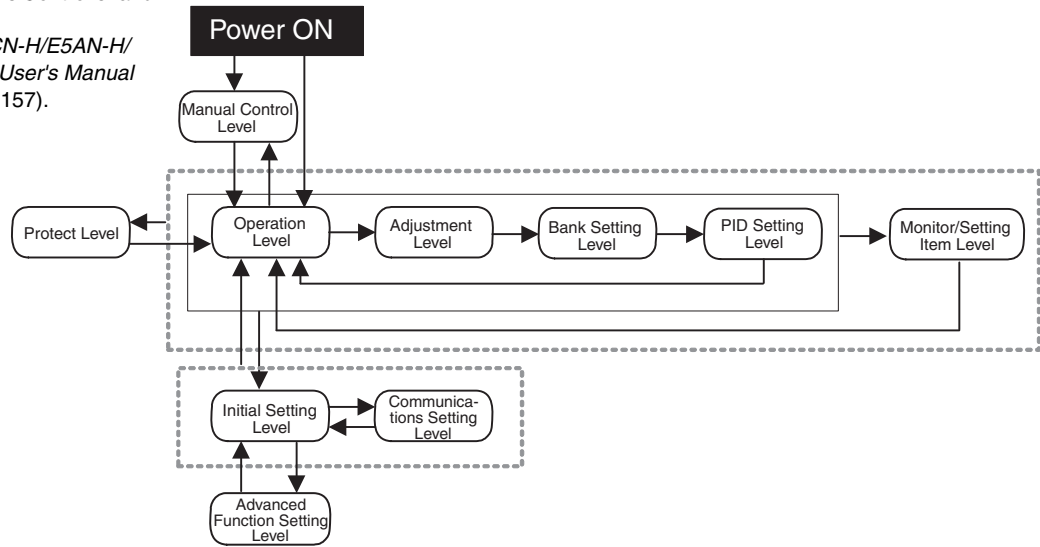 CN-H/E5AN-H/
User's Manual
157).
Power ON
Manual Control
Level
Protect Level
Operation
Level
Adjustment
Level
Bank Setting
Level
PID Setting
Level
Monitor/Setting
Item Level
Initial Setting
Level
Communica-
tions Setting
Level
Advanced
Function Setting
Level